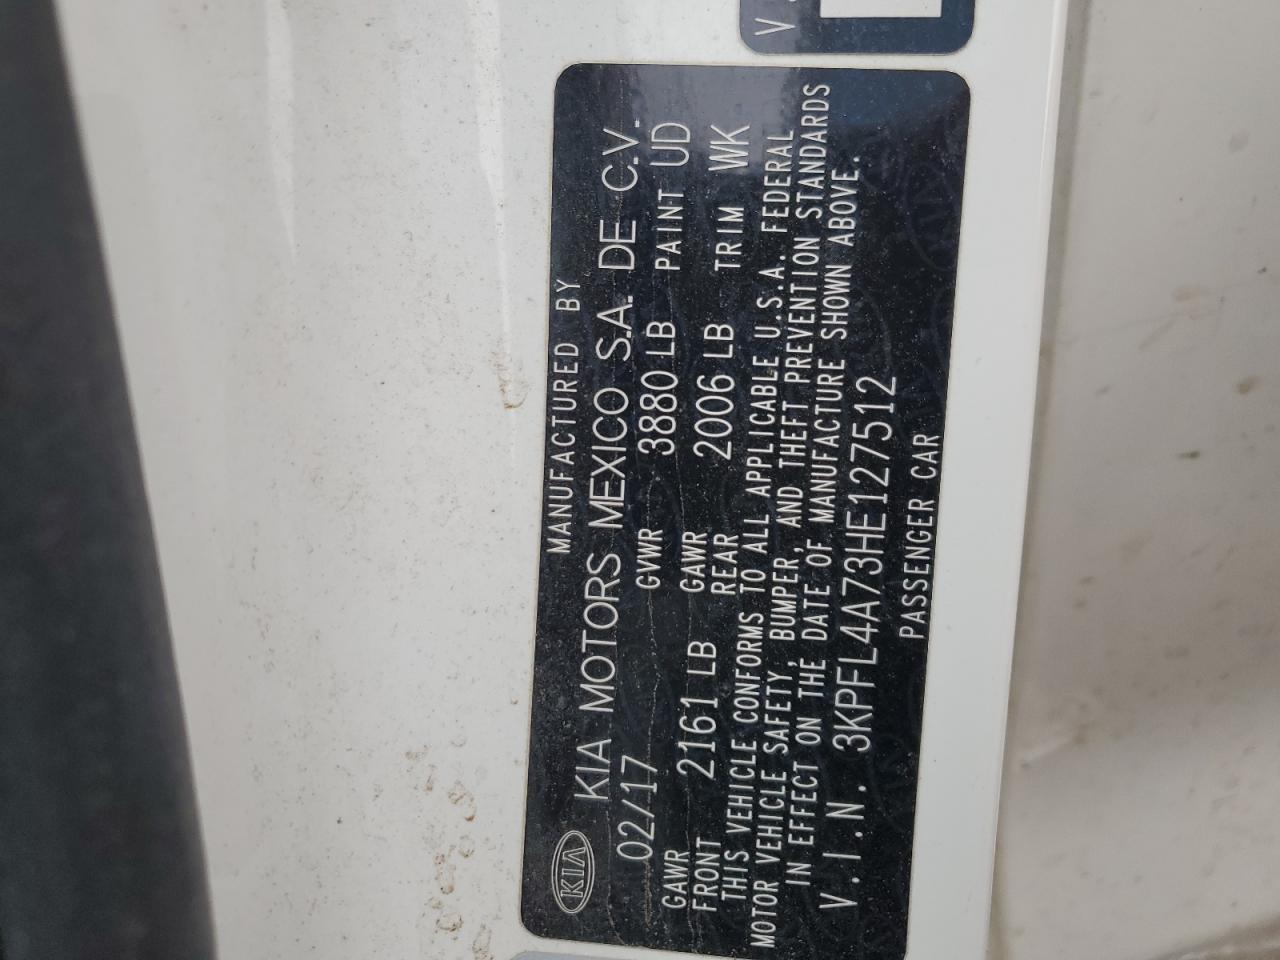 V.
MANUFACTURED BY
KIA KIA MOTORS MEXICO S.A. DE C.V.
02/17 GVWR 3880 LB PAINT UD
GAWR FRONT 2161 LB GAWR REAR 2006 LB TRIM WK
THIS VEHICLE CONFORMS TO ALL APPLICABLE U.S.A. FEDERAL
MOTOR VEHICLE SAFETY, BUMPER, AND THEFT PREVENTION STANDARDS
IN EFFECT ON THE DATE OF MANUFACTURE SHOWN ABOVE.
V.I.N. 3KPFL4A73HE127512
PASSENGER CAR